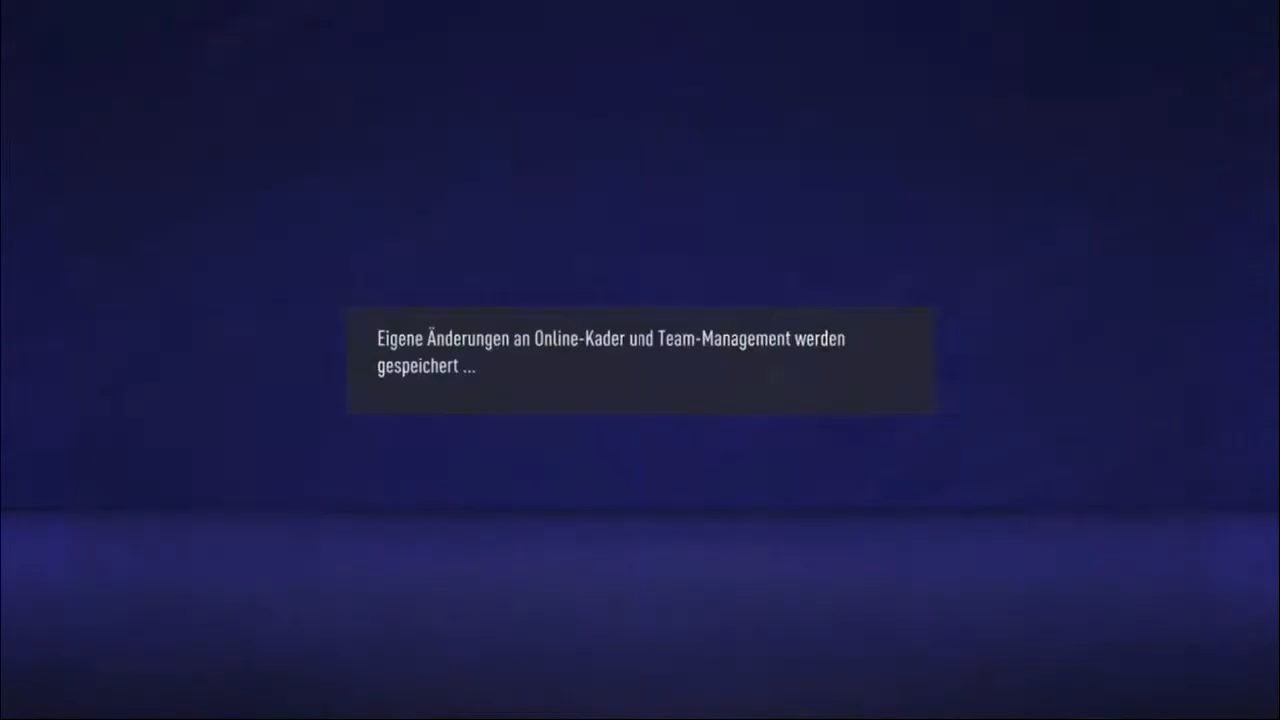 Eigene Änderungen an Online-Kader und Team-Management werden
gespeichert ...